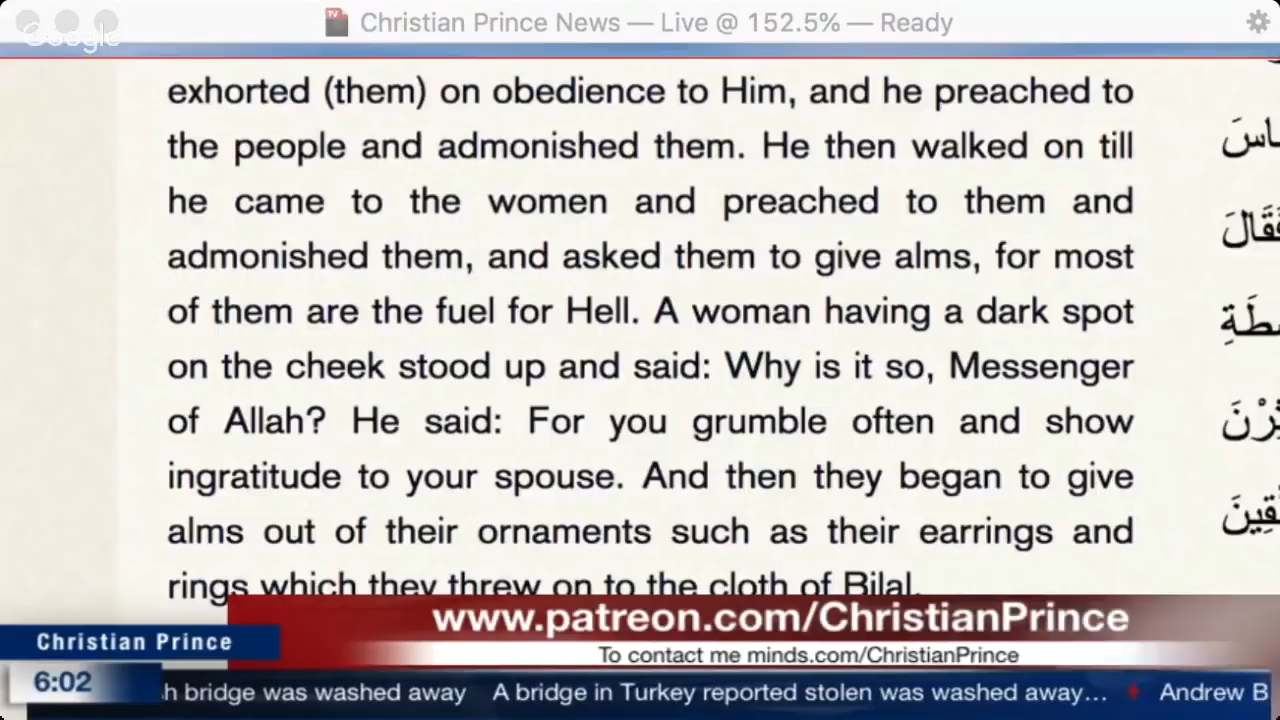 Christian Prince News — Live @ 152.5% — Ready
Google
exhorted (them) on obedience to Him, and he preached to
the people and admonished them. He then walked on till
he came to the women and preached to them and
admonished them, and asked them to give alms, for most
of them are the fuel for Hell. A woman having a dark spot
on the cheek stood up and said: Why is it so, Messenger
of Allah? He said: For you grumble often and show
ingratitude to your spouse. And then they began to give
alms out of their ornaments such as their earrings and
rings which they threw on to the cloth of Bilal.
www.patreon.com/ChristianPrince
Christian Prince
To contact me minds.com/ChristianPrince
6:02
h bridge was washed away A bridge in Turkey reported stolen was washed away... Andrew B